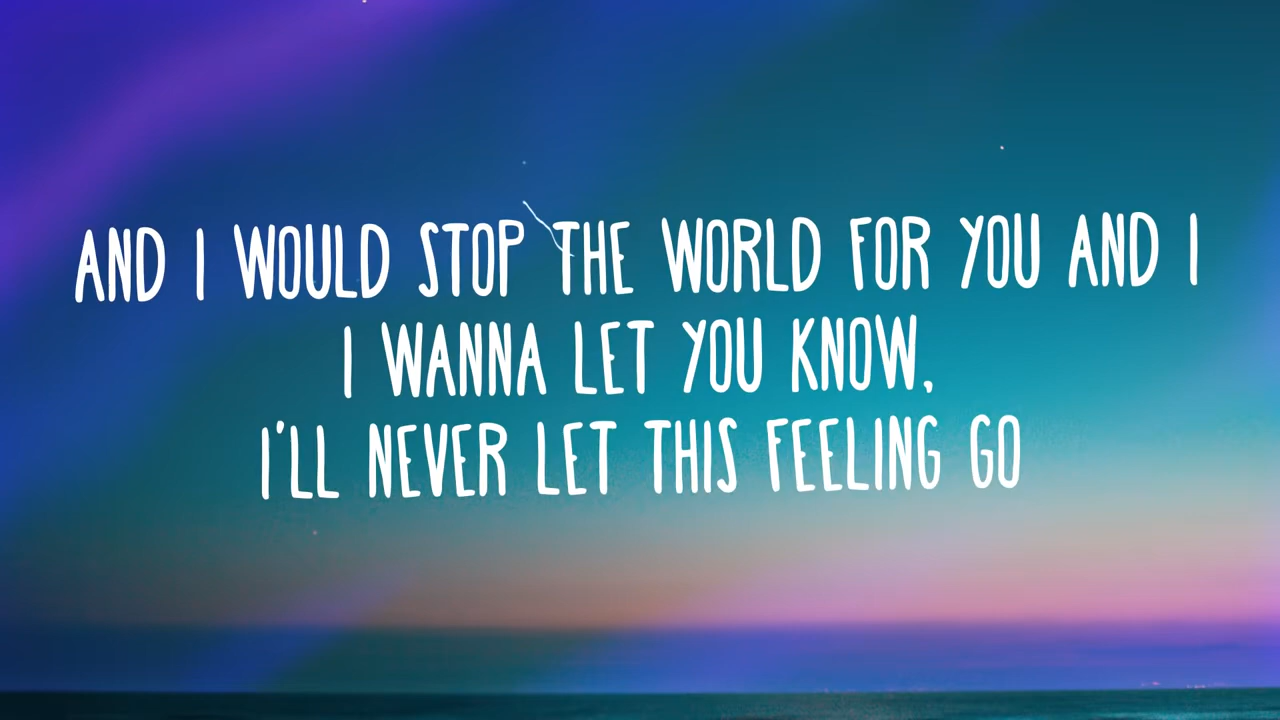 AND I WOULD STOP THE WORLD FOR YOU AND I
I WANNA LET YOU KNOW,
I'LL NEVER LET THIS FEELING GO